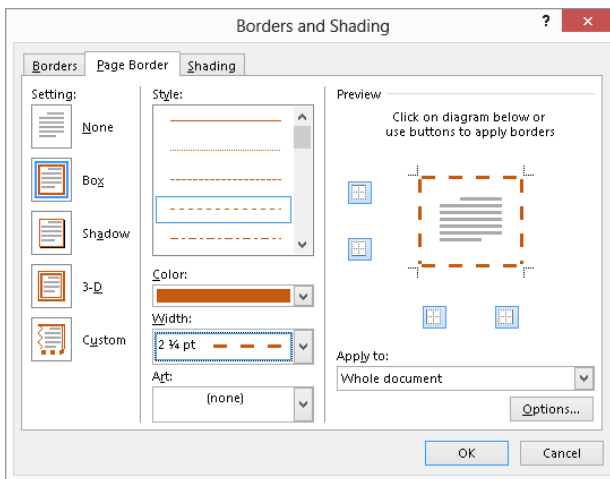 Borders and Shading
?
Borders
Page Border
Shading
Setting:
None
Box
Shadow
3-D
Custom
Style:
Color:
Width:
2 ¼ pt
Art:
(none)
Preview
Click on diagram below or
use buttons to apply borders
Apply to:
Whole document
Options...
OK
Cancel